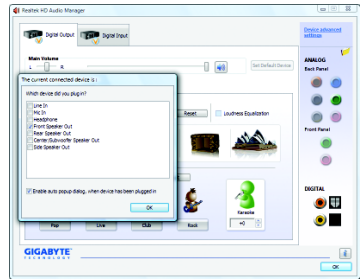 Realtek HD Audio Manager
Digital Output
Digital Input
Device advanced settings
Main Volume
L
R
Set Default Device
ANALOG
Back Panel
The current connected device is :
Which device did you plug in?
Line In
Mic In
Headphone
Front Speaker Out
Rear Speaker Out
Center/Subwoofer Speaker Out
Side Speaker Out
Enable auto popup dialog, when device has been plugged in
OK
Reset
Loudness Equalization
Front Panel
DIGITAL
Karaoke
+0
Pop
Live
Club
Rock
GIGABYTE
TECHNOLOGY
i
OK